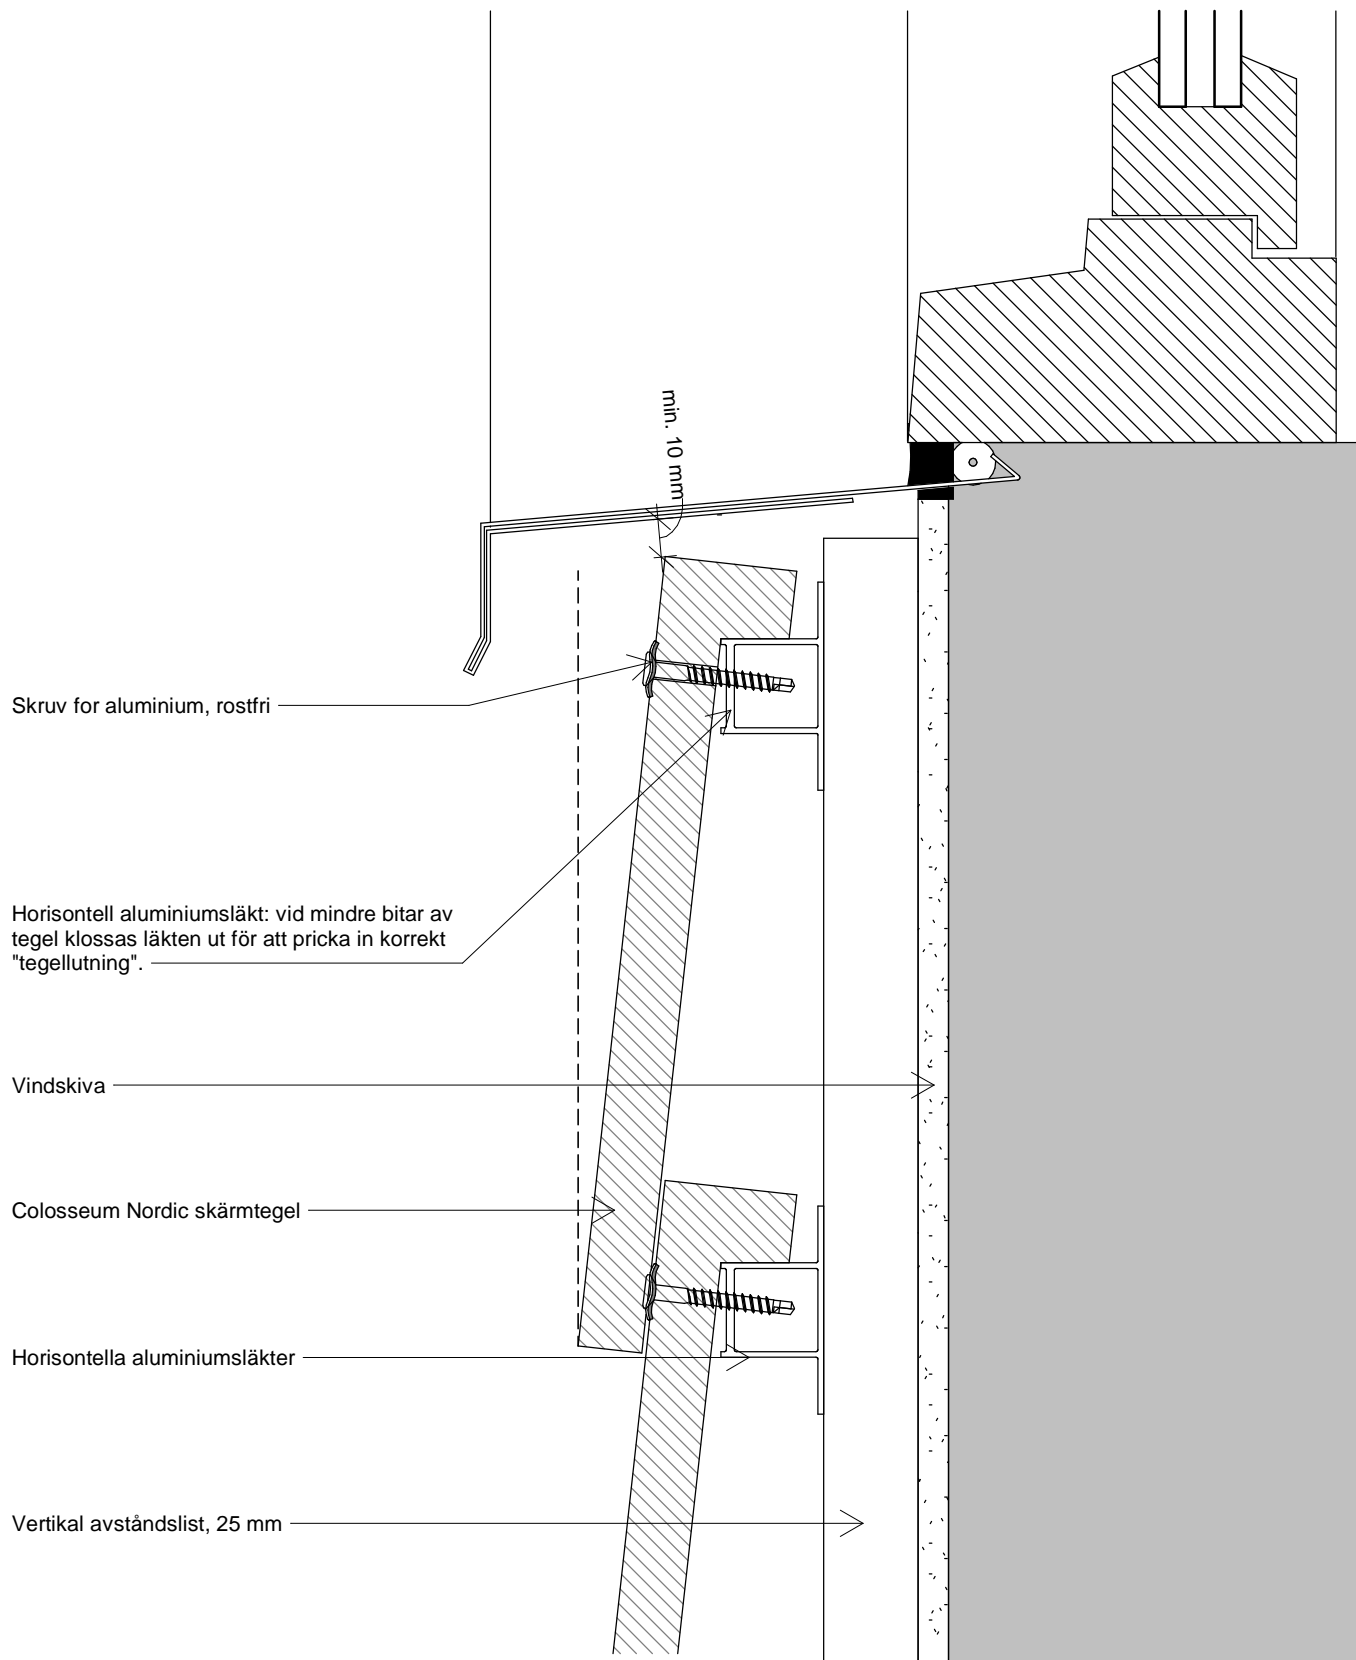 min. 10 mm
Skruv for aluminium, rostfri
Horisontell aluminiumsläkt: vid mindre bitar av
tegel klossas läkten ut för att pricka in korrekt
"tegellutning".
Vindskiva
Colosseum Nordic skärmtegel
Horisontella aluminiumsläkter
Vertikal avståndslist, 25 mm